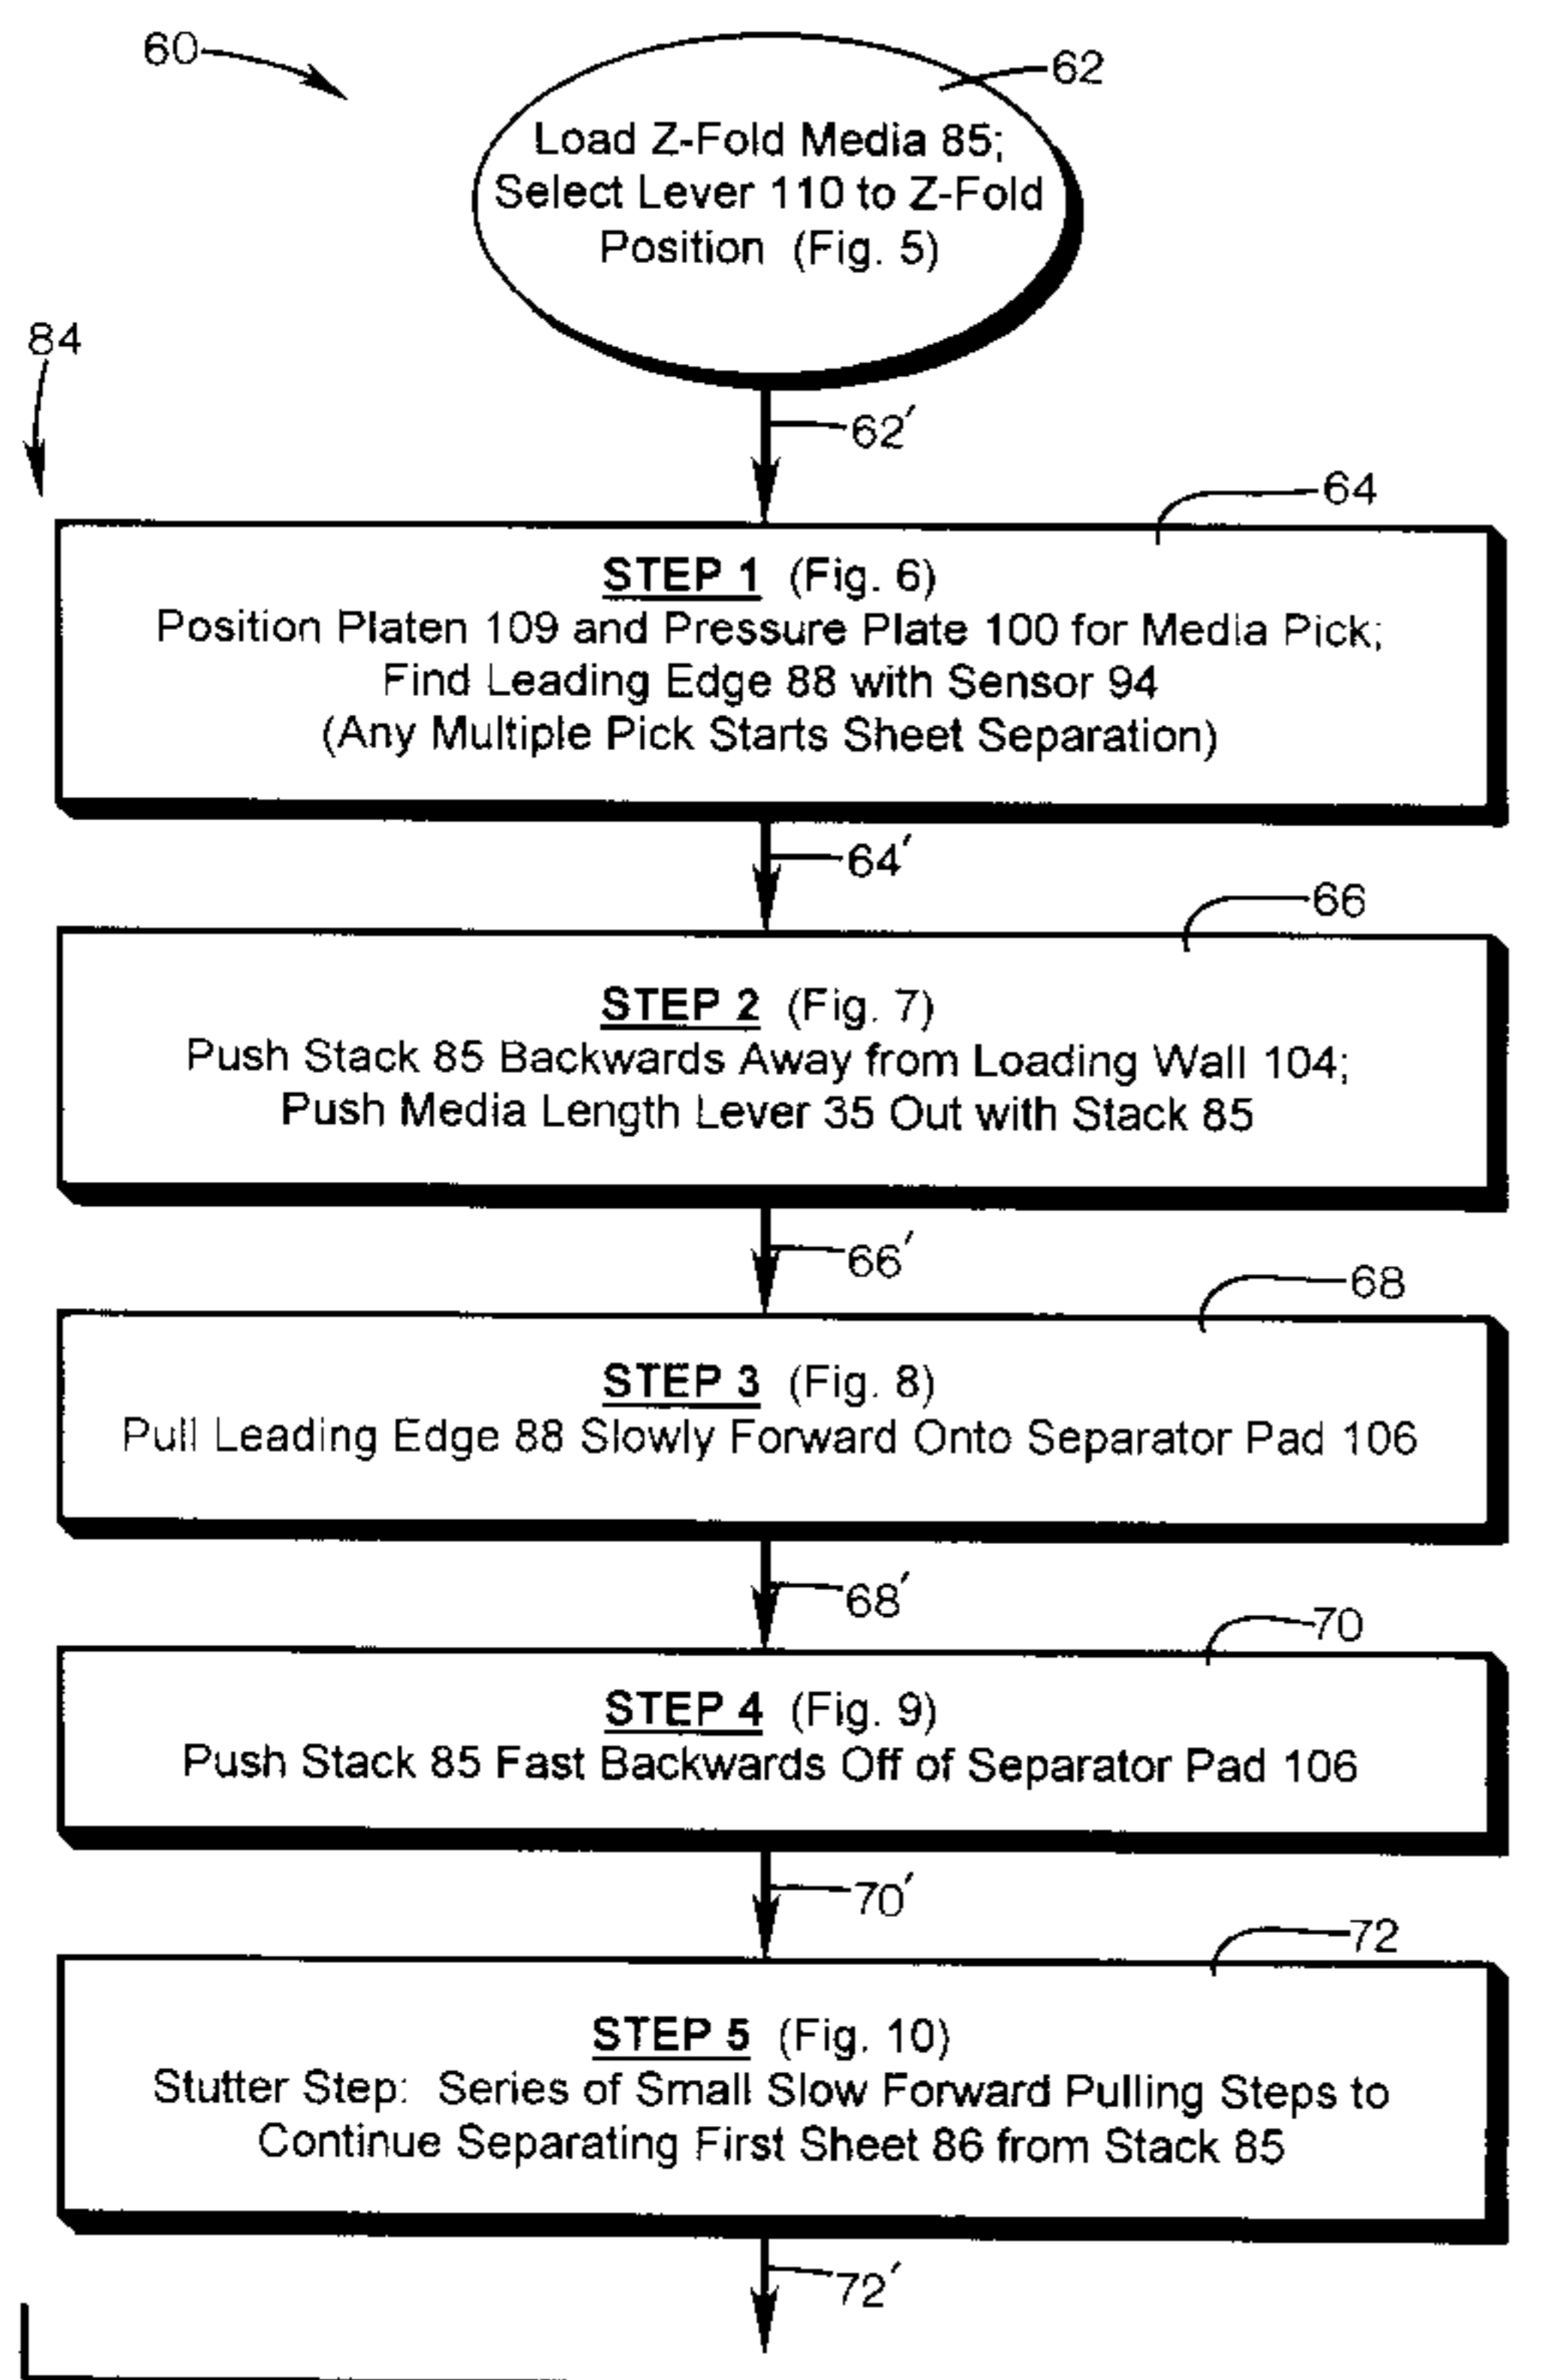 60
62
Load Z-Fold Media 85;
Select Lever 110 to Z-Fold
Position (Fig. 5)
84
62′
64
STEP 1 (Fig. 6)
Position Platen 109 and Pressure Plate 100 for Media Pick;
Find Leading Edge 88 with Sensor 94
(Any Multiple Pick Starts Sheet Separation)
64′
66
STEP 2 (Fig. 7)
Push Stack 85 Backwards Away from Loading Wall 104;
Push Media Length Lever 35 Out with Stack 85
66′
68
STEP 3 (Fig. 8)
Pull Leading Edge 88 Slowly Forward Onto Separator Pad 106
68′
70
STEP 4 (Fig. 9)
Push Stack 85 Fast Backwards Off of Separator Pad 106
70′
72
STEP 5 (Fig. 10)
Stutter Step: Series of Small Slow Forward Pulling Steps to
Continue Separating First Sheet 86 from Stack 85
72′